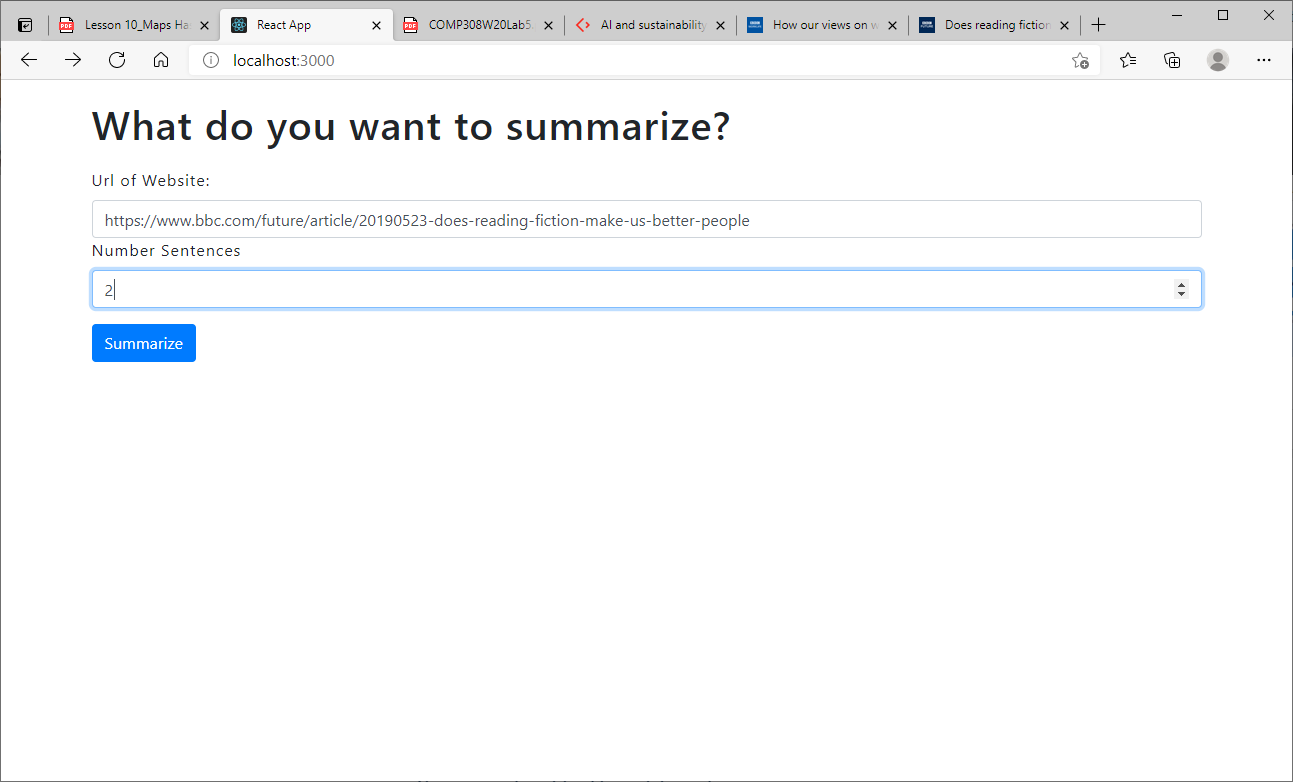 Lesson 10_Maps Ha
React App
COMP308W20Lab5
AI and sustainability
How our views on w
Does reading fiction
localhost:3000
What do you want to summarize?
Url of Website:
https://www.bbc.com/future/article/20190523-does-reading-fiction-make-us-better-people
Number Sentences
2
Summarize